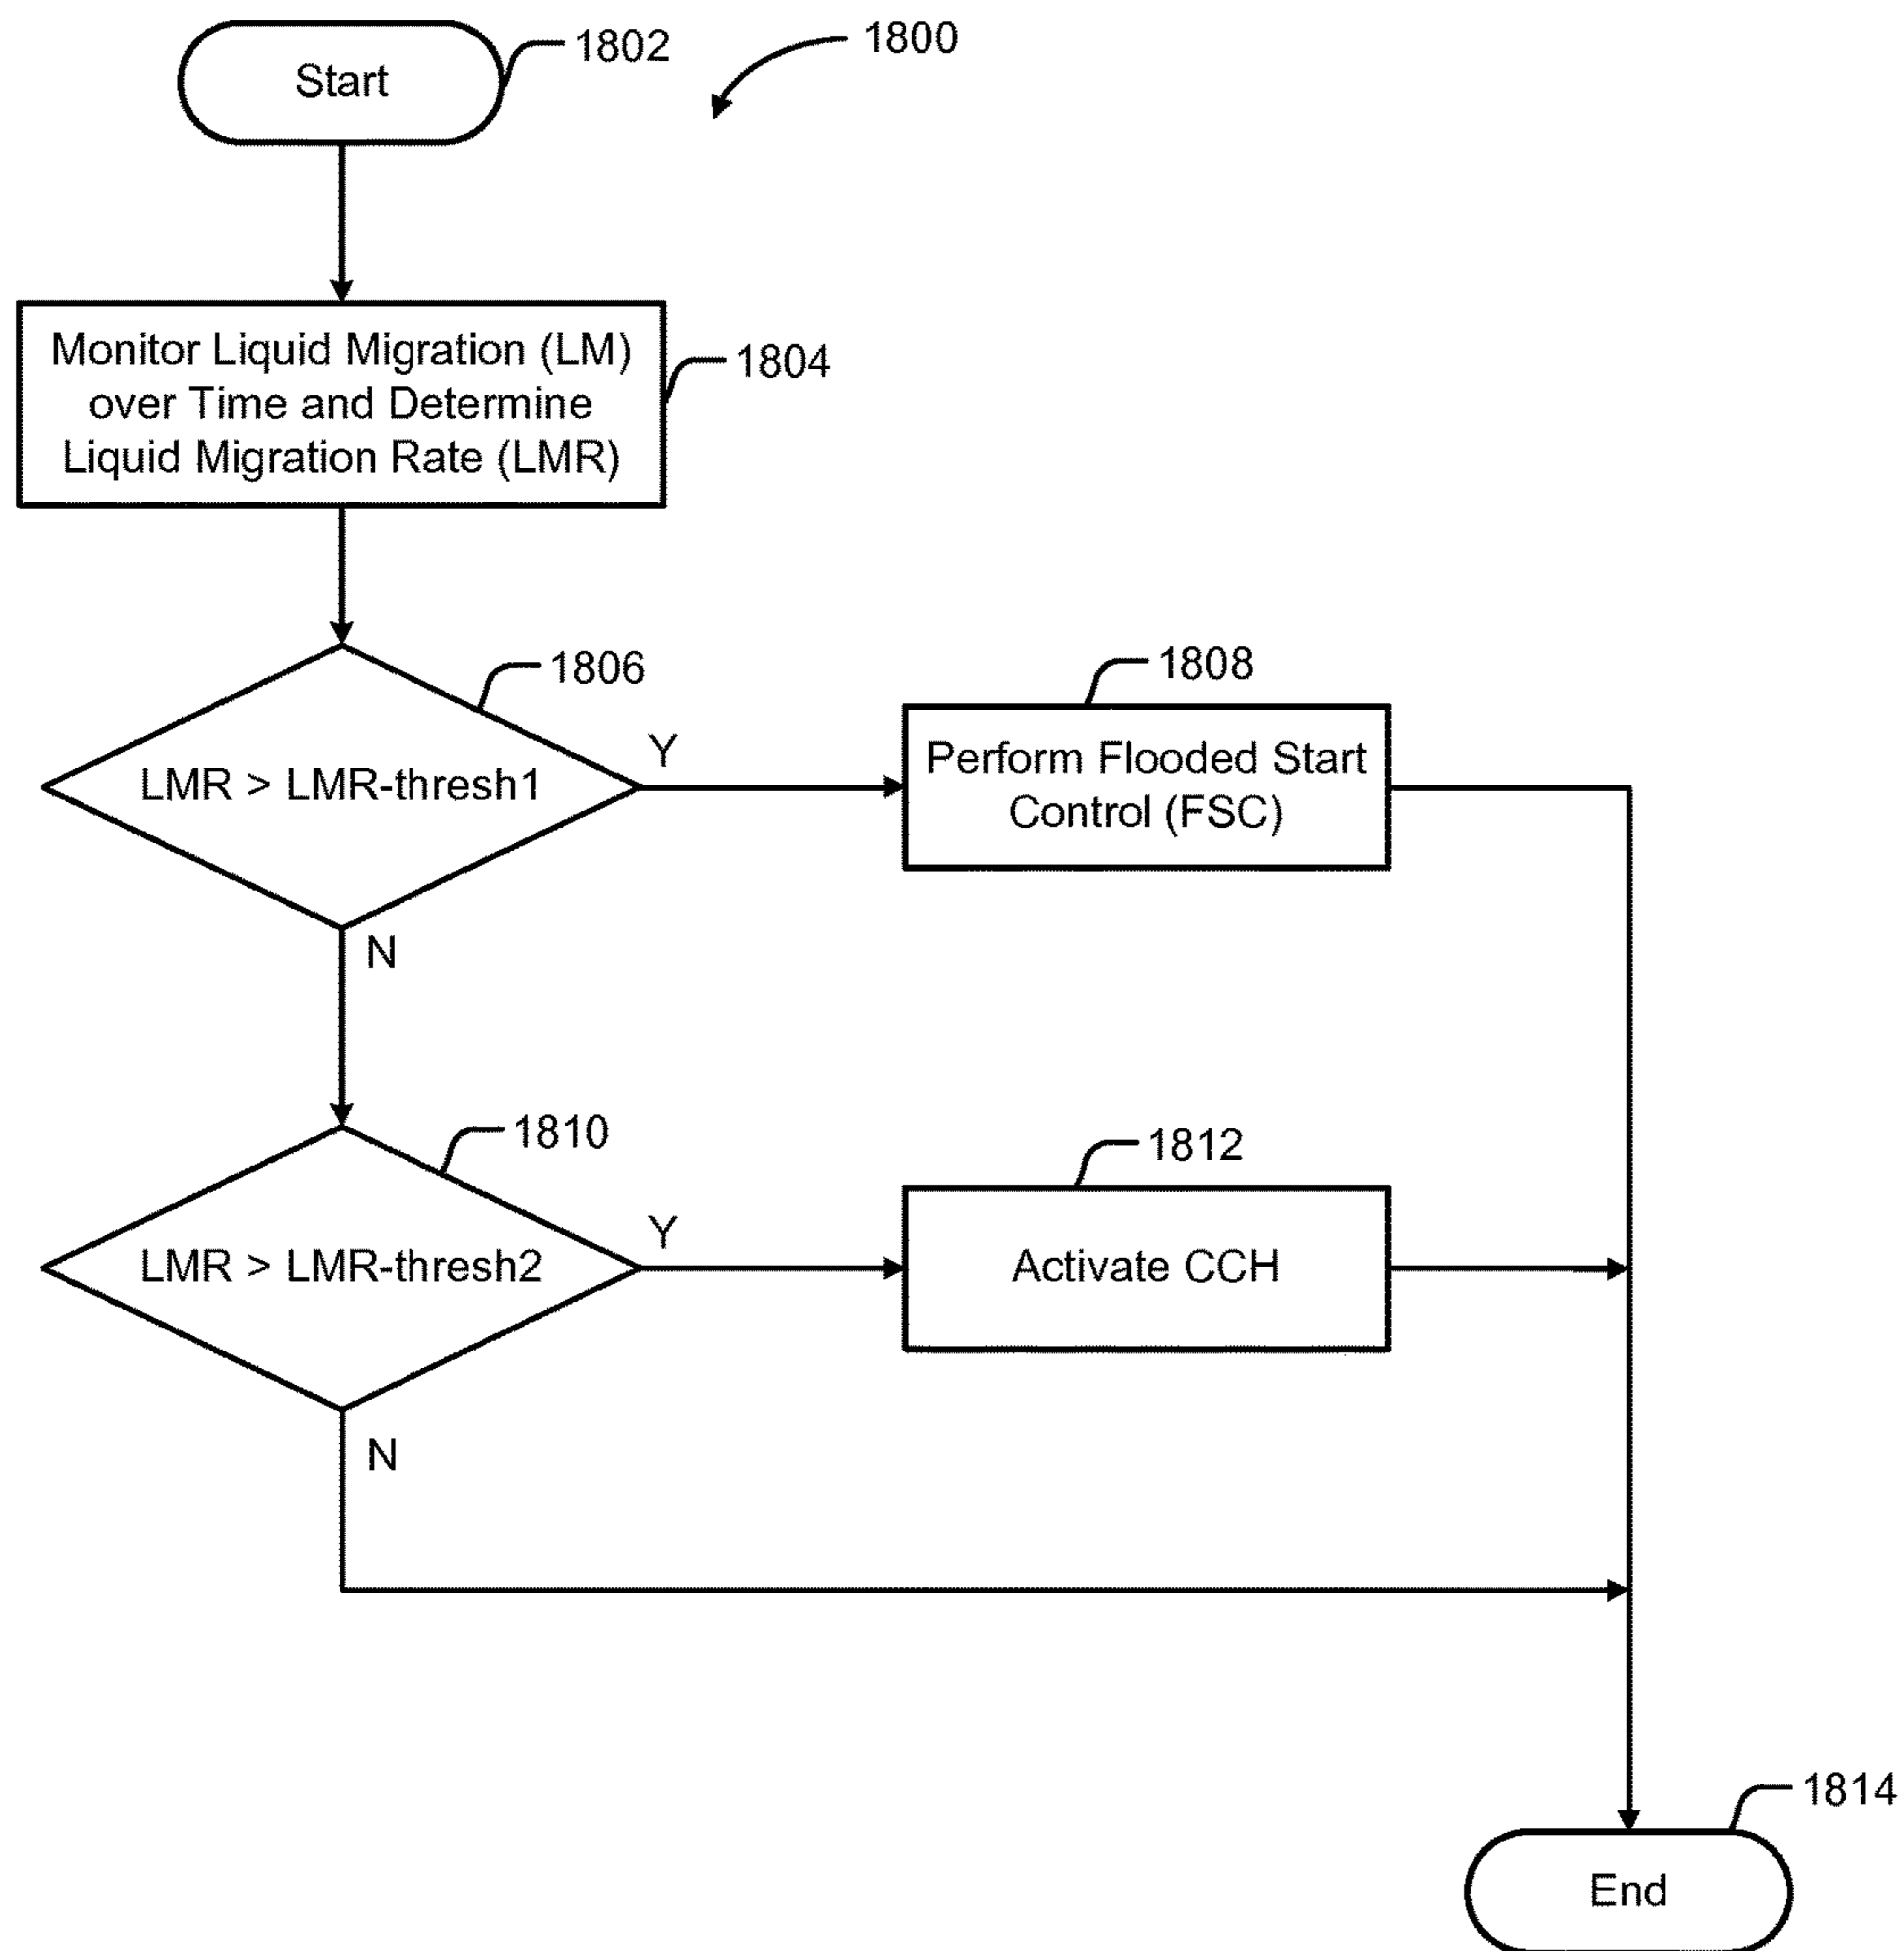 1802
1800
Start
Monitor Liquid Migration (LM)
over Time and Determine
Liquid Migration Rate (LMR)
1804
1806
1808
LMR > LMR-thresh1
Y
Perform Flooded Start
Control (FSC)
N
1810
1812
LMR > LMR-thresh2
Y
Activate CCH
N
1814
End